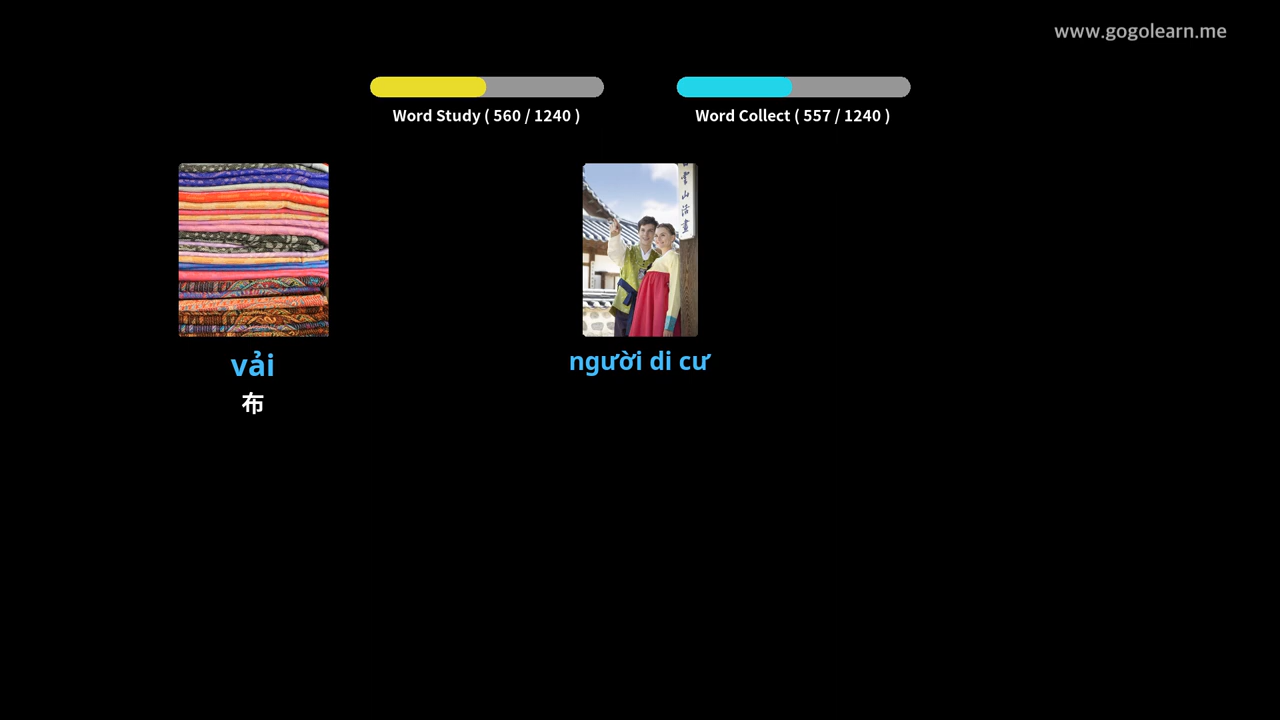 www.gogolearn.me
Word Study ( 560 / 1240 )
Word Collect ( 557 / 1240 )
vải
布
người di cư